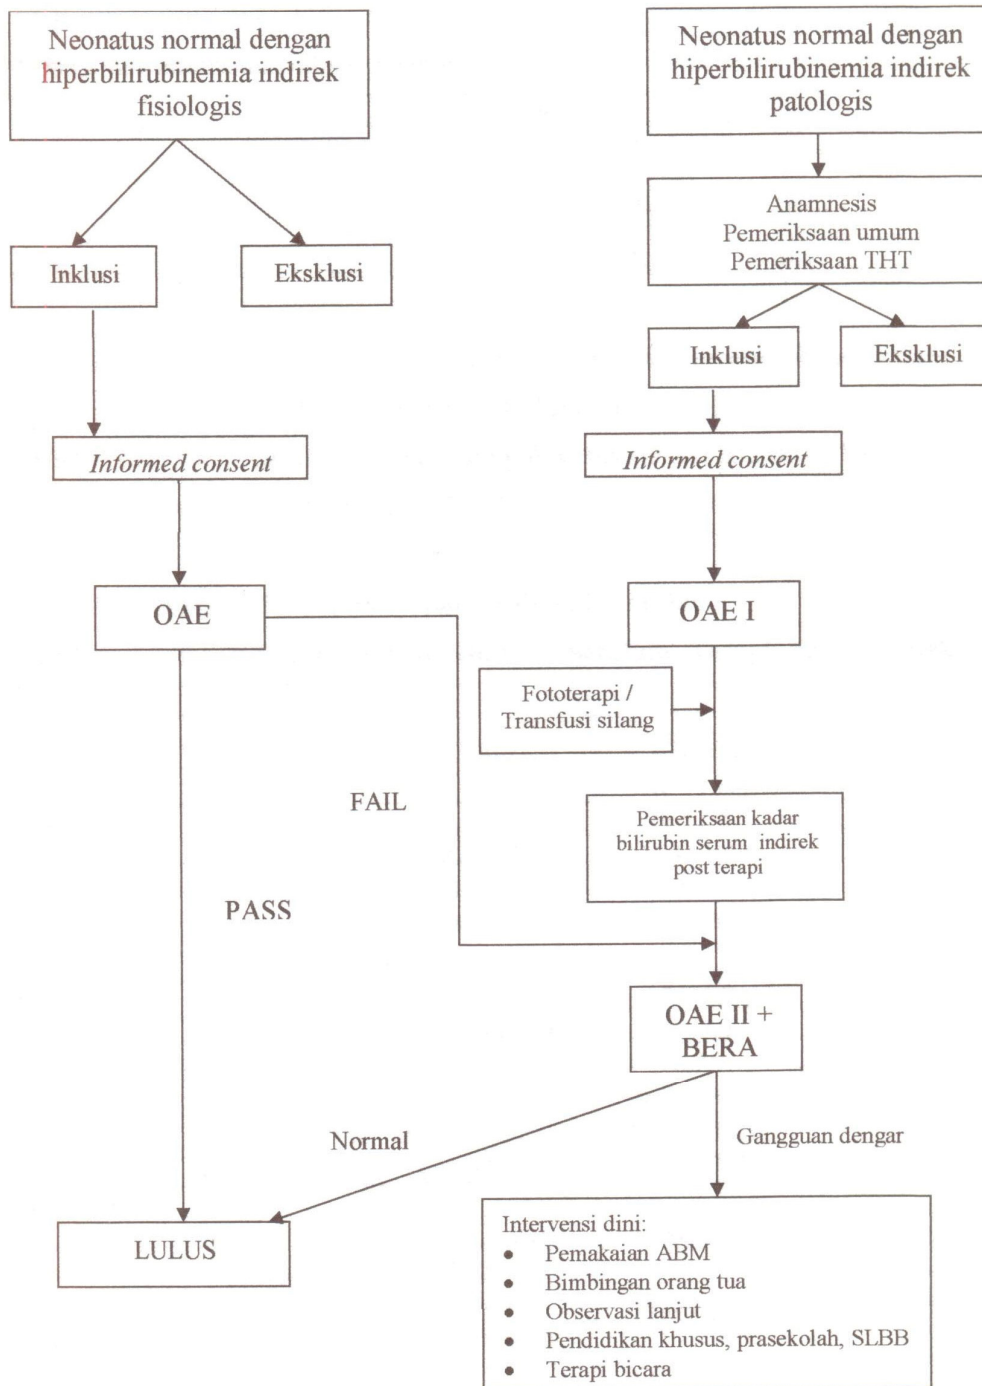 Neonatus normal dengan
hiperbilirubinemia indirek
fisiologis
Neonatus normal dengan
hiperbilirubinemia indirek
patologis
Anamnesis
Pemeriksaan umum
Pemeriksaan THT
Inklusi
Eksklusi
Inklusi
Eksklusi
Informed consent
Informed consent
OAE
OAE I
Fototerapi /
Transfusi silang
FAIL
Pemeriksaan kadar
bilirubin serum indirek
post terapi
PASS
OAE II +
BERA
Normal
Gangguan dengar
LULUS
Intervensi dini:
• Pemakaian ABM
• Bimbingan orang tua
• Observasi lanjut
• Pendidikan khusus, prasekolah, SLBB
• Terapi bicara